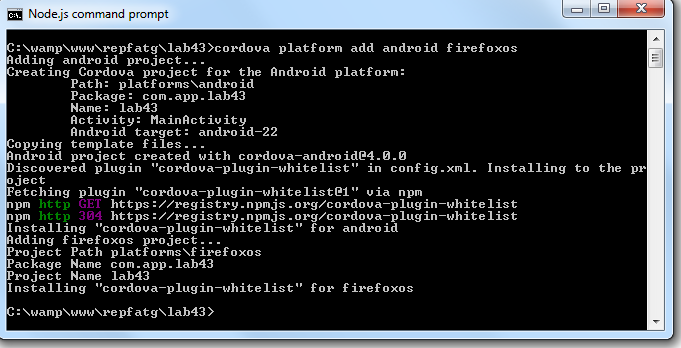 Node.js command prompt
C:\wamp\www\repfatg\lab43>cordova platform add android firefoxos
Adding android project...
Creating Cordova project for the Android platform:
        Path: platforms\android
        Package: com.app.lab43
        Name: lab43
        Activity: MainActivity
        Android target: android-22
Copying template files...
Android project created with cordova-android@4.0.0
Discovered plugin "cordova-plugin-whitelist" in config.xml. Installing to the pr
oject
Fetching plugin "cordova-plugin-whitelist@1" via npm
npm http GET https://registry.npmjs.org/cordova-plugin-whitelist
npm http 304 https://registry.npmjs.org/cordova-plugin-whitelist
Installing "cordova-plugin-whitelist" for android
Adding firefoxos project...
Project Path platforms\firefoxos
Package Name com.app.lab43
Project Name lab43
Installing "cordova-plugin-whitelist" for firefoxos
C:\wamp\www\repfatg\lab43>